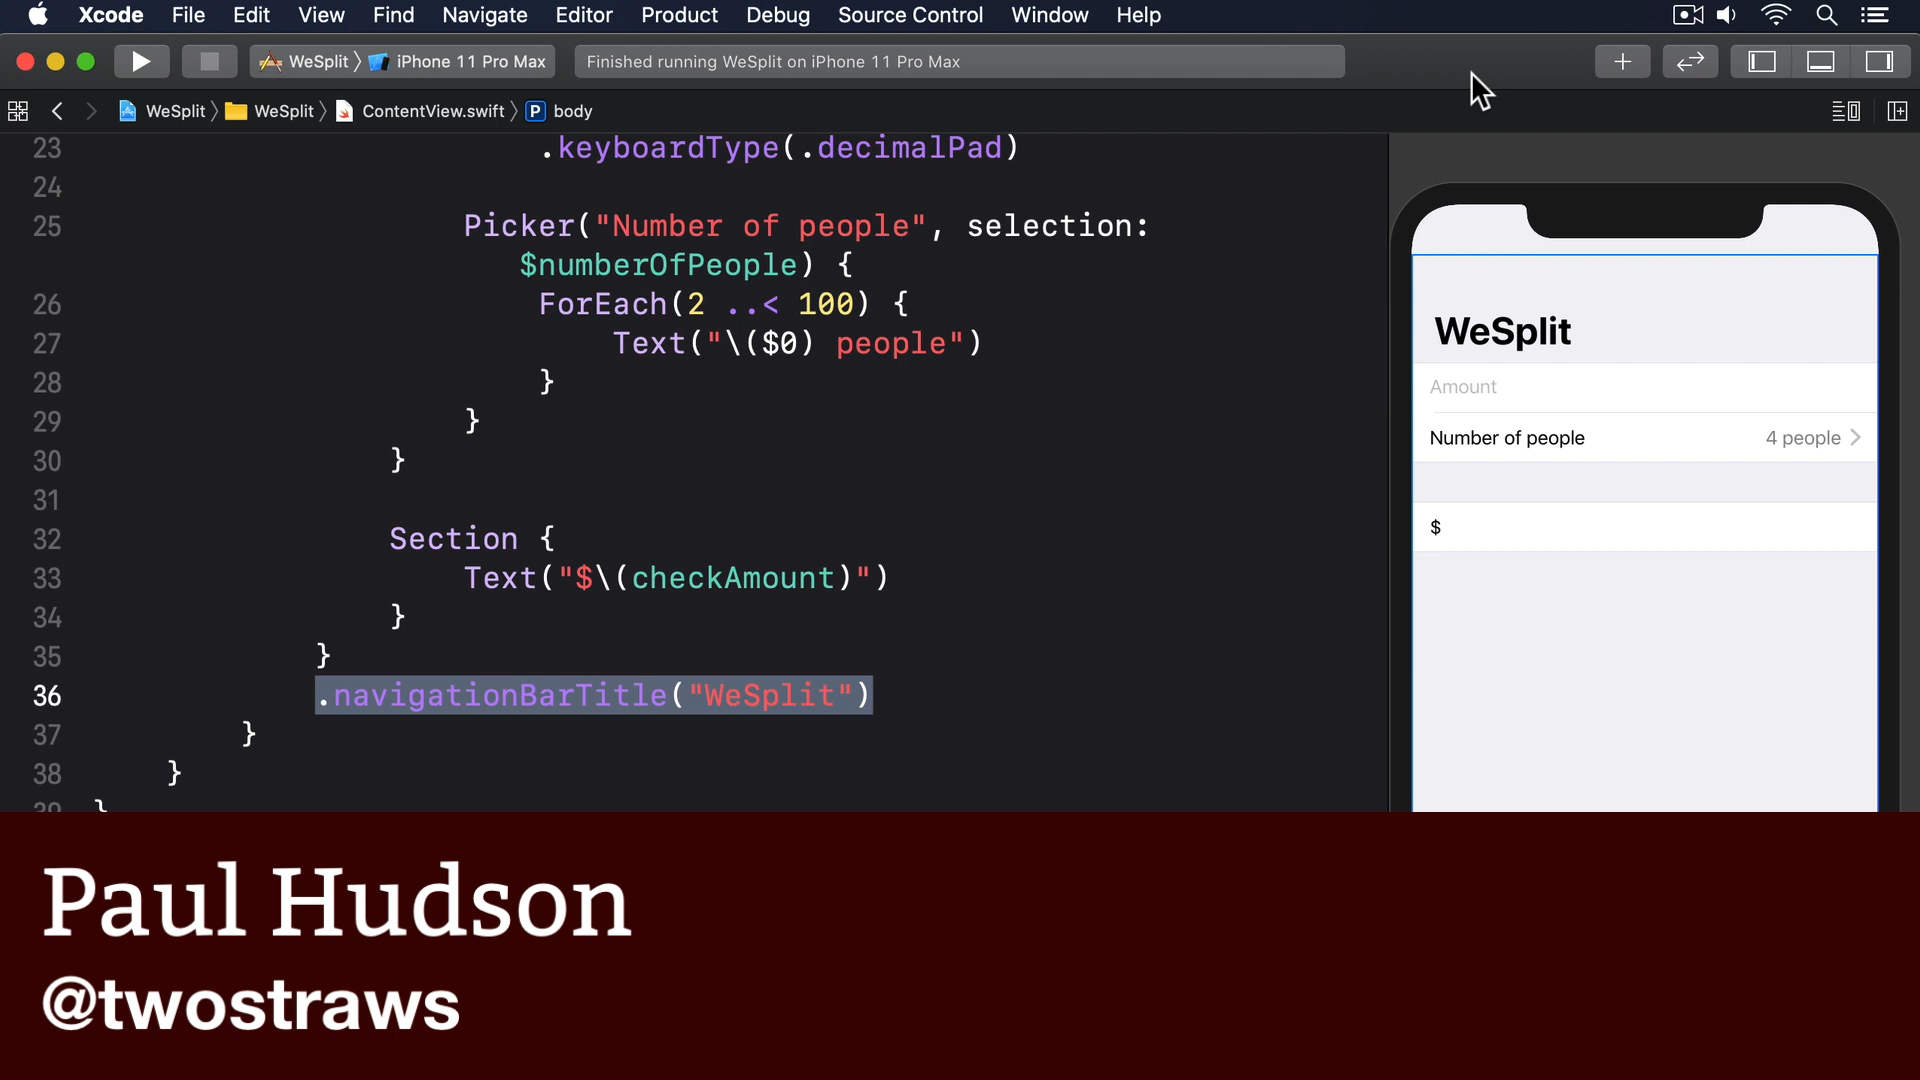 Xcode File Edit View Find Navigate Editor Product Debug Source Control Window Help
WeSplit iPhone 11 Pro Max Finished running WeSplit on iPhone 11 Pro Max
WeSplit WeSplit ContentView.swift P body
23 .keyboardType(.decimalPad)
24
25 Picker("Number of people", selection:
$numberOfPeople) {
26 ForEach(2 ..< 100) {
27 Text("\($0) people")
28 }
29 }
30 }
31
32 Section {
33 Text("$\(checkAmount)")
34 }
35 }
36 .navigationBarTitle("WeSplit")
37 }
38 }
39 }
WeSplit
Amount
Number of people 4 people
$
Paul Hudson
@twostraws